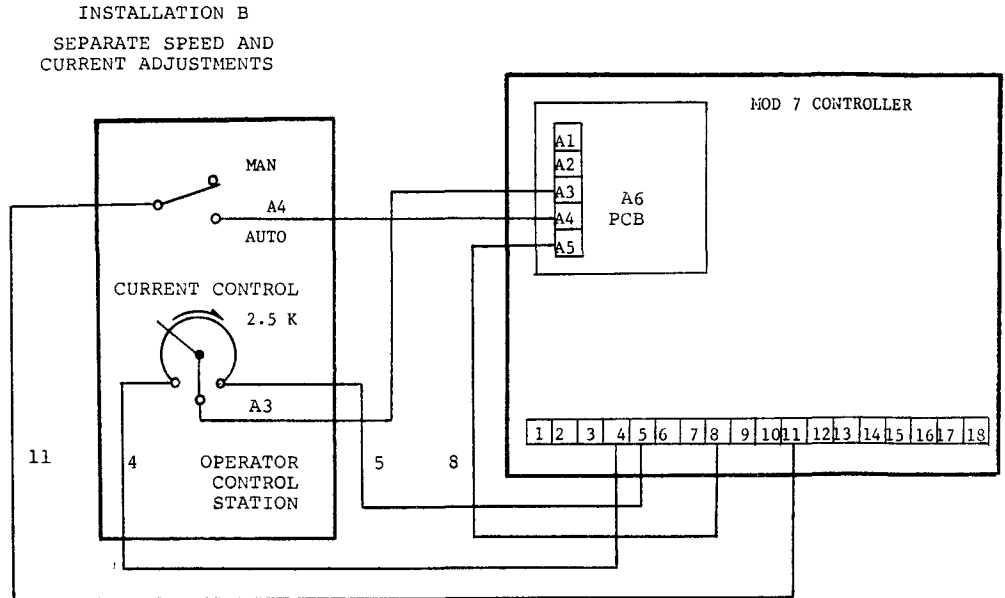 INSTALLATION B
SEPARATE SPEED AND
CURRENT ADJUSTMENTS
MOD 7 CONTROLLER
MAN
A4
AUTO
CURRENT CONTROL
2.5 K
A3
OPERATOR
CONTROL
STATION
A1
A2
A3
A4
A5
A6
PCB
1 2 3 4 5 6 7 8 9 10 11 12 13 14 15 16 17 18
11
4
5
8